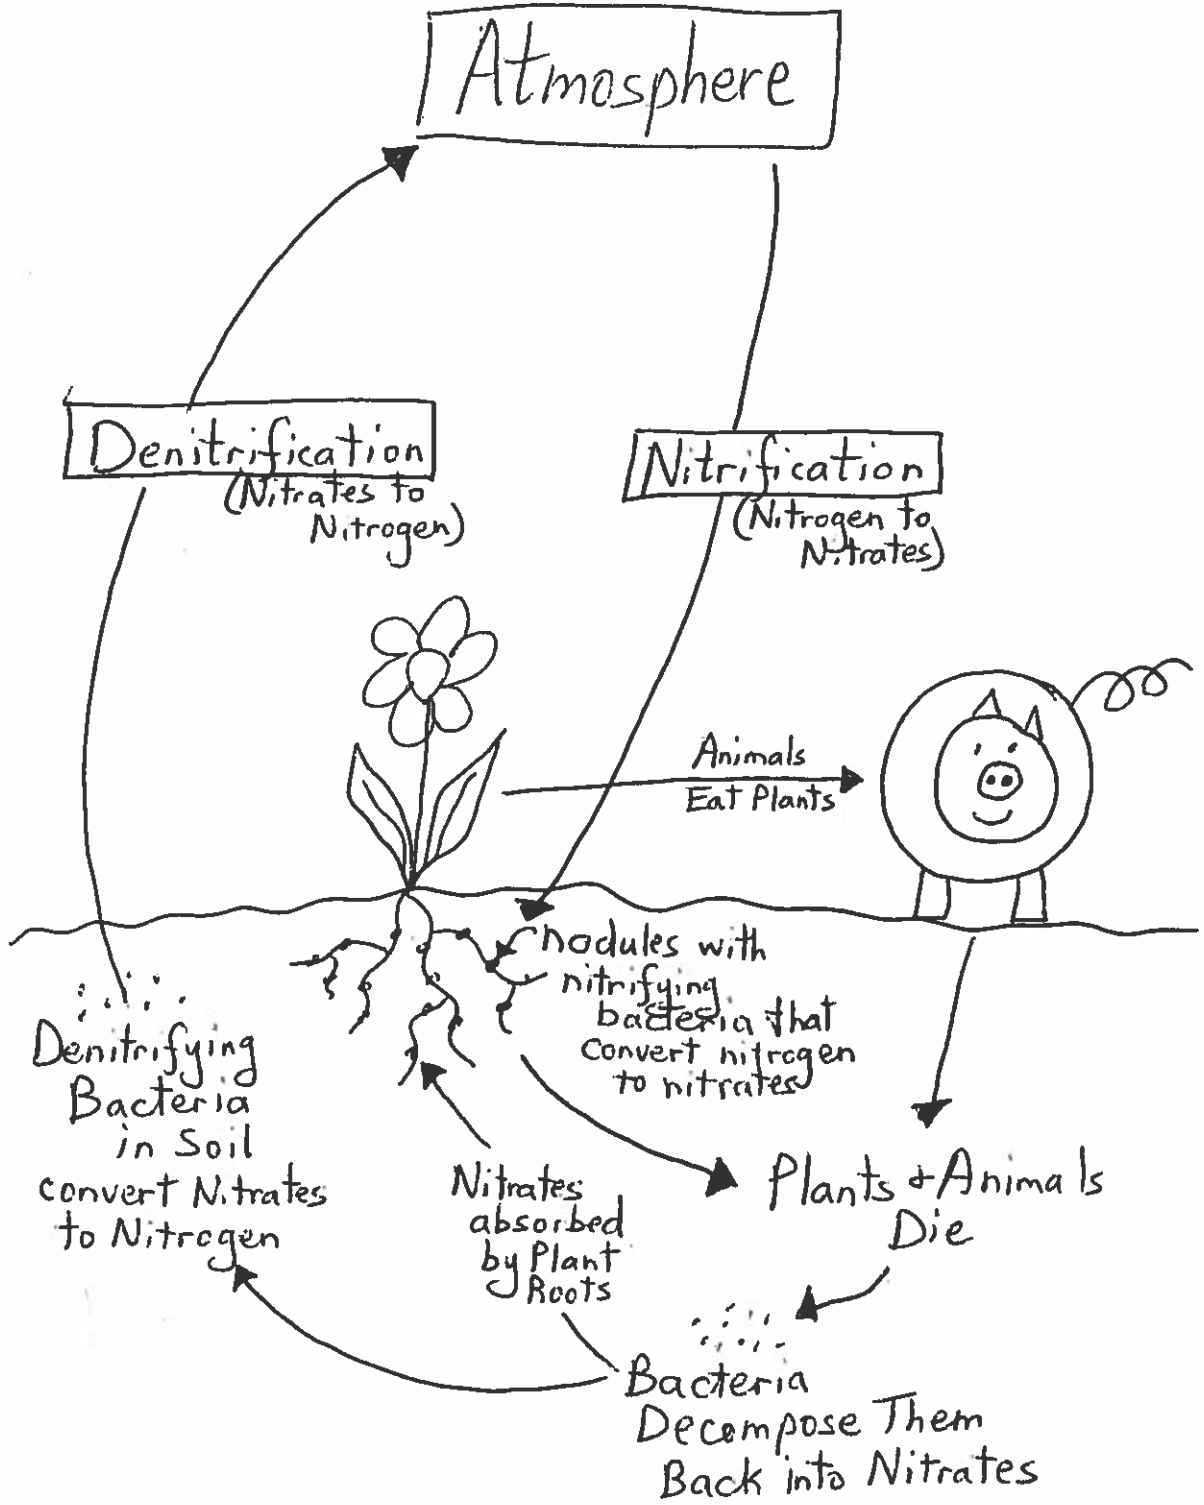 Atmosphere
Denitrification
(Nitrates to
Nitrogen)
Nitrification
(Nitrogen to
Nitrates)
Animals
Eat Plants
nodules with
nitrifying
bacteria that
convert nitrogen
to nitrates
Denitrifying
Bacteria
in Soil
convert Nitrates
to Nitrogen
Nitrates
absorbed
by Plant
Roots
Plants + Animals
Die
Bacteria
Decompose Them
Back into Nitrates